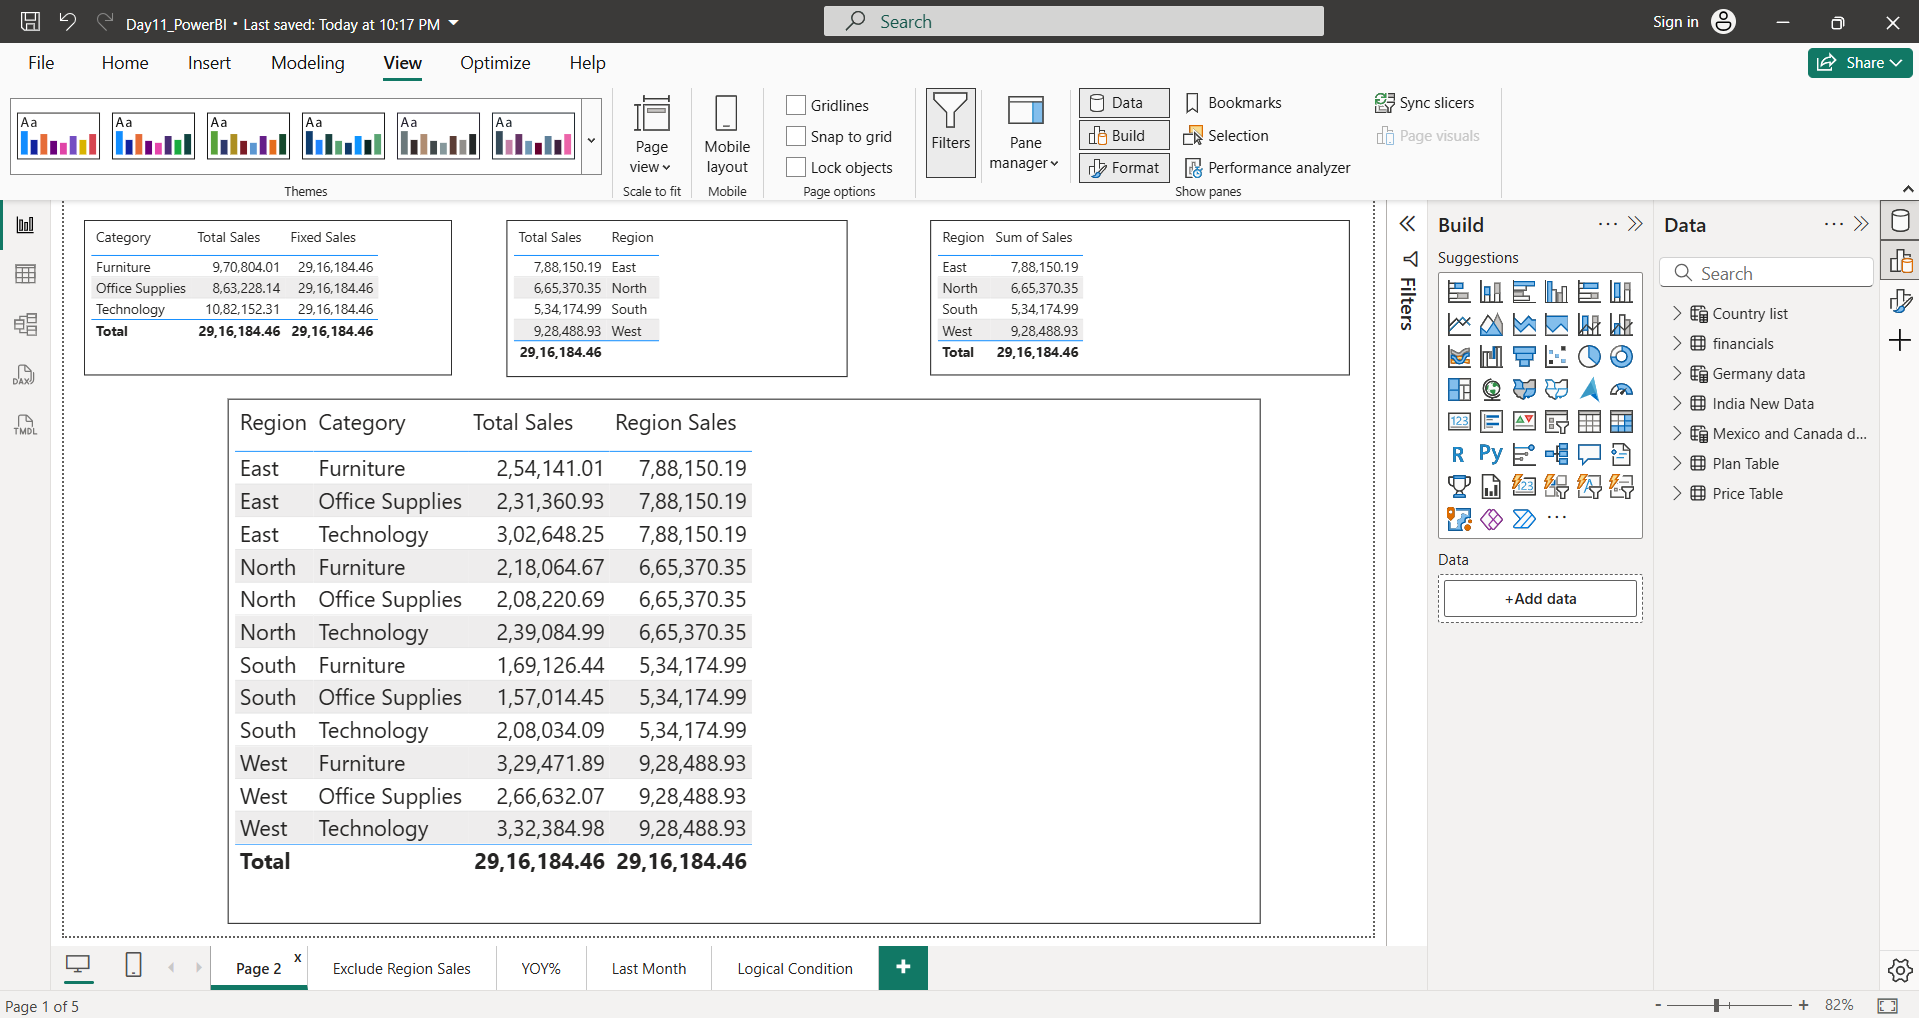 Day11_PowerBI • Last saved: Today at 10:17 PM
Search
Sign in
File Home Insert Modeling View Optimize Help
Share
Aa Aa Aa Aa Aa Aa
Themes
Page view
Scale to fit
Mobile layout
Mobile
Gridlines
Snap to grid
Lock objects
Page options
Filters
Pane manager
Data
Build
Format
Bookmarks
Selection
Performance analyzer
Sync slicers
Page visuals
Show panes
DAX
TMDL
Category Total Sales Fixed Sales
Furniture 9,70,804.01 29,16,184.46
Office Supplies 8,63,228.14 29,16,184.46
Technology 10,82,152.31 29,16,184.46
Total 29,16,184.46 29,16,184.46
Total Sales Region
7,88,150.19 East
6,65,370.35 North
5,34,174.99 South
9,28,488.93 West
29,16,184.46
Region Sum of Sales
East 7,88,150.19
North 6,65,370.35
South 5,34,174.99
West 9,28,488.93
Total 29,16,184.46
Region Category Total Sales Region Sales
East Furniture 2,54,141.01 7,88,150.19
East Office Supplies 2,31,360.93 7,88,150.19
East Technology 3,02,648.25 7,88,150.19
North Furniture 2,18,064.67 6,65,370.35
North Office Supplies 2,08,220.69 6,65,370.35
North Technology 2,39,084.99 6,65,370.35
South Furniture 1,69,126.44 5,34,174.99
South Office Supplies 1,57,014.45 5,34,174.99
South Technology 2,08,034.09 5,34,174.99
West Furniture 3,29,471.89 9,28,488.93
West Office Supplies 2,66,632.07 9,28,488.93
West Technology 3,32,384.98 9,28,488.93
Total 29,16,184.46 29,16,184.46
Filters
Build
Suggestions
123
R Py
123
Data
+Add data
Data
Search
Country list
financials
Germany data
India New Data
Mexico and Canada d...
Plan Table
Price Table
Page 2 x
Exclude Region Sales
YOY%
Last Month
Logical Condition
+
Page 1 of 5
- + 82%